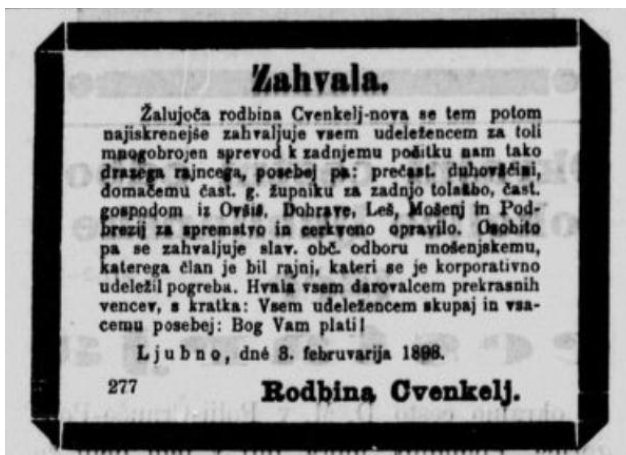 Zahvala.
Žalujoča rodbina Cvenkelj-nova se tem potom
najiskrenejše zahvaljuje vsem udeležencem za toli
mnogobrojen sprevod k zadnjemu počitku nam tako
drazega rajncega, posebej pa: prečast. duhovščini,
domačemu čast. g. župniku za zadnjo tolažbo, čast.
gospodom iz Ovsiš, Dobrave, Leš, Mošenj in Pod-
brezij za spremstvo in cerkveno opravilo. Osobito
pa se zahvaljuje slav. obč. odboru mošenjskemu,
katerega član je bil rajni, kateri se je korporativno
udeležil pogreba. Hvala vsem darovalcem prekrasnih
vencev, s kratka: Vsem udeležencem skupaj in vsa-
cemu posebej: Bog Vam plati!
Ljubno, dné 3. februvarija 1898.
277 Rodbina Cvenkelj.